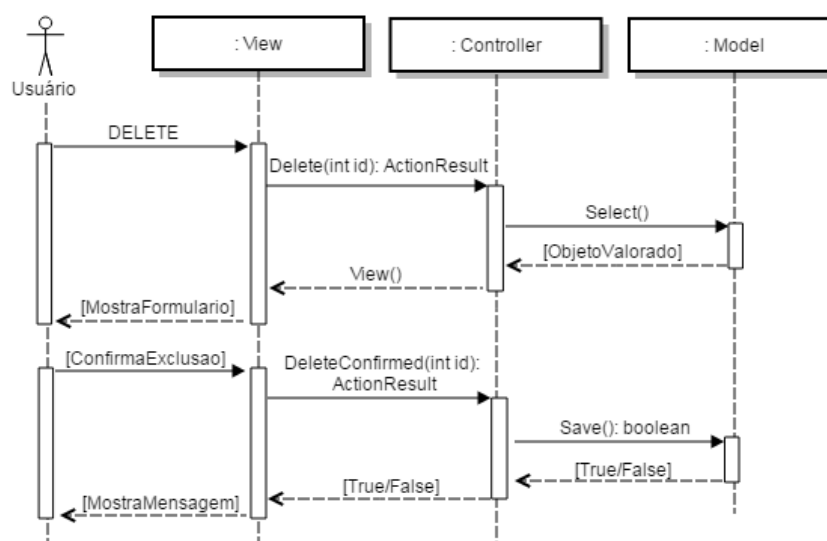 : View
: Controller
: Model
Usuário
DELETE
Delete(int id): ActionResult
Select()
[ObjetoValorado]
View()
[MostraFormulario]
[ConfirmaExclusao]
DeleteConfirmed(int id):
ActionResult
Save(): boolean
[True/False]
[True/False]
[MostraMensagem]